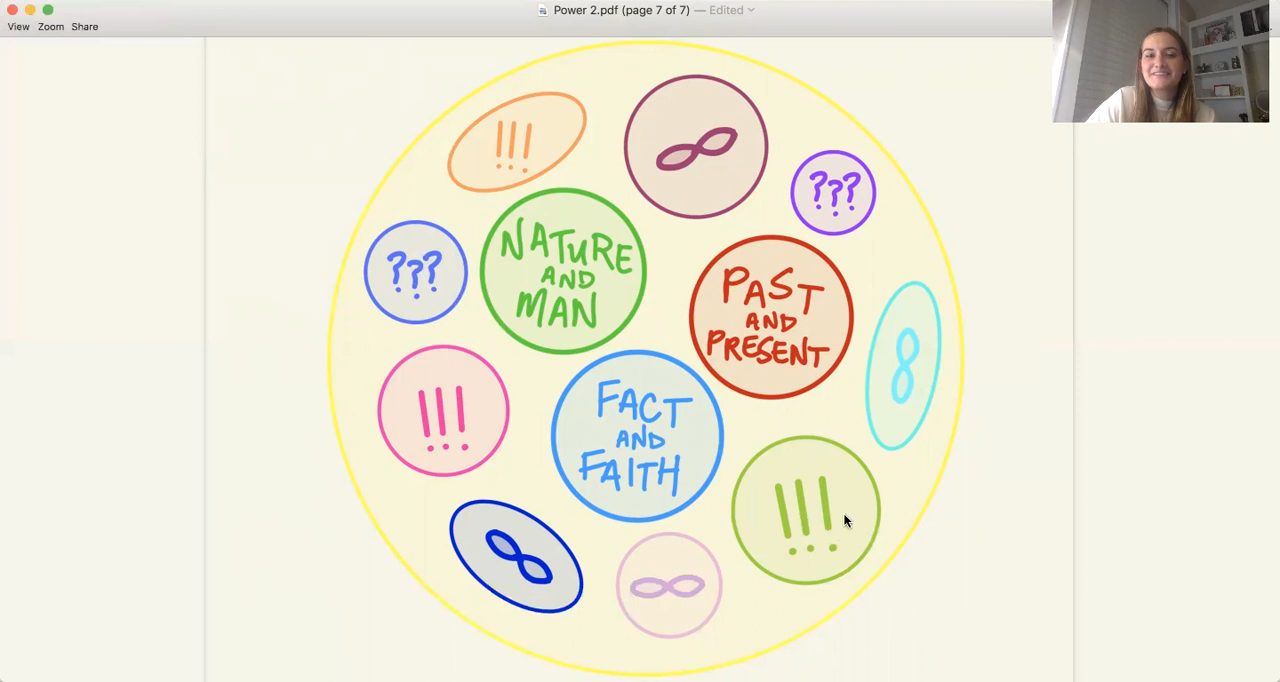 Power 2.pdf (page 7 of 7) — Edited
View Zoom Share
!!!
∞
???
???
NATURE
AND
MAN
PAST
AND
PRESENT
8
!!!
FACT
AND
FAITH
!!!
∞
∞